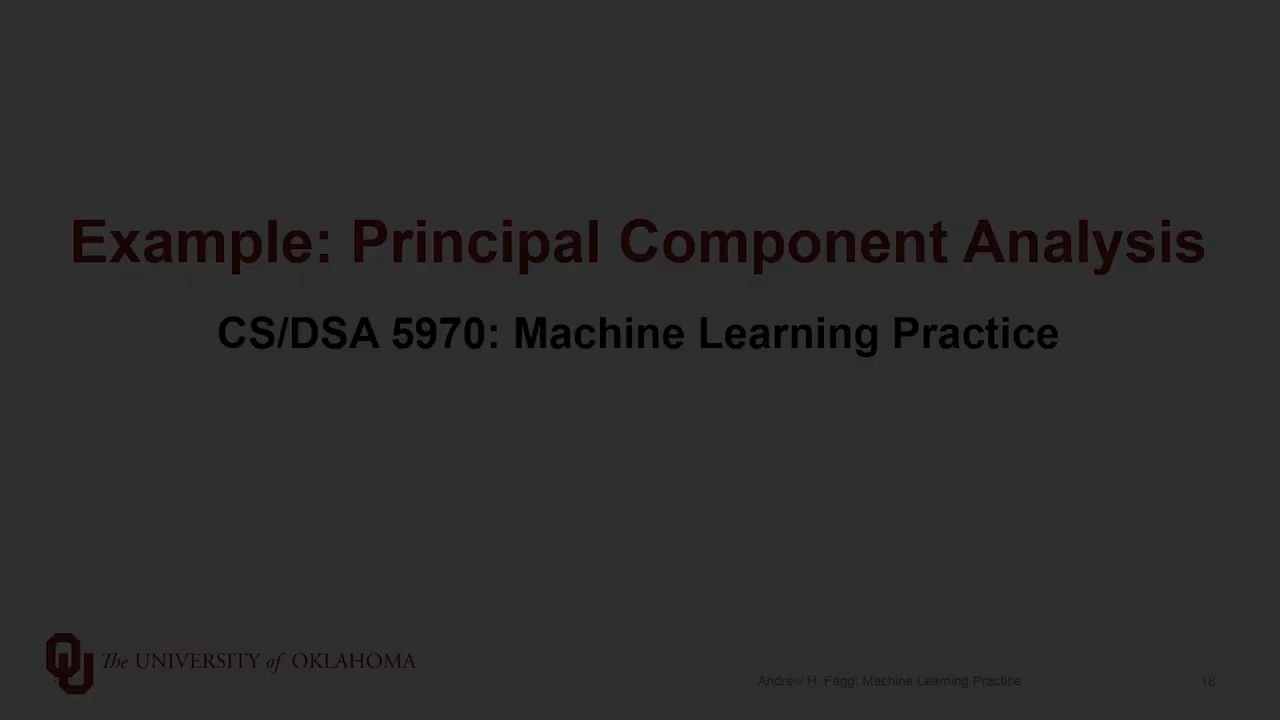 Example: Principal Component Analysis
CS/DSA 5970: Machine Learning Practice
The UNIVERSITY of OKLAHOMA
Andrew H. Fagg: Machine Learning Practice
16